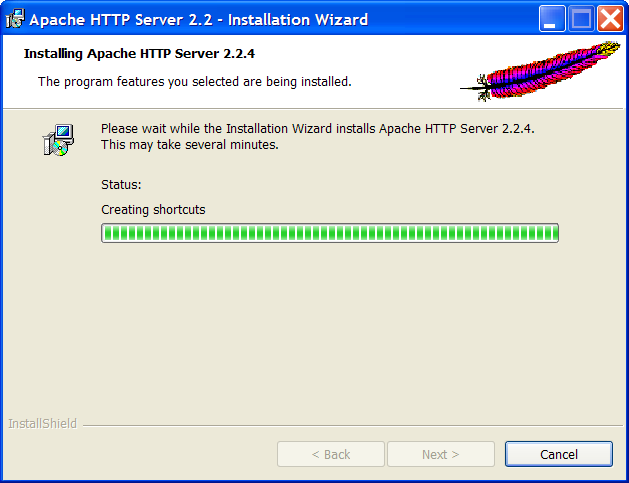 Apache HTTP Server 2.2 - Installation Wizard
Installing Apache HTTP Server 2.2.4
The program features you selected are being installed.
Please wait while the Installation Wizard installs Apache HTTP Server 2.2.4.
This may take several minutes.
Status:
Creating shortcuts
InstallShield
< Back
Next >
Cancel